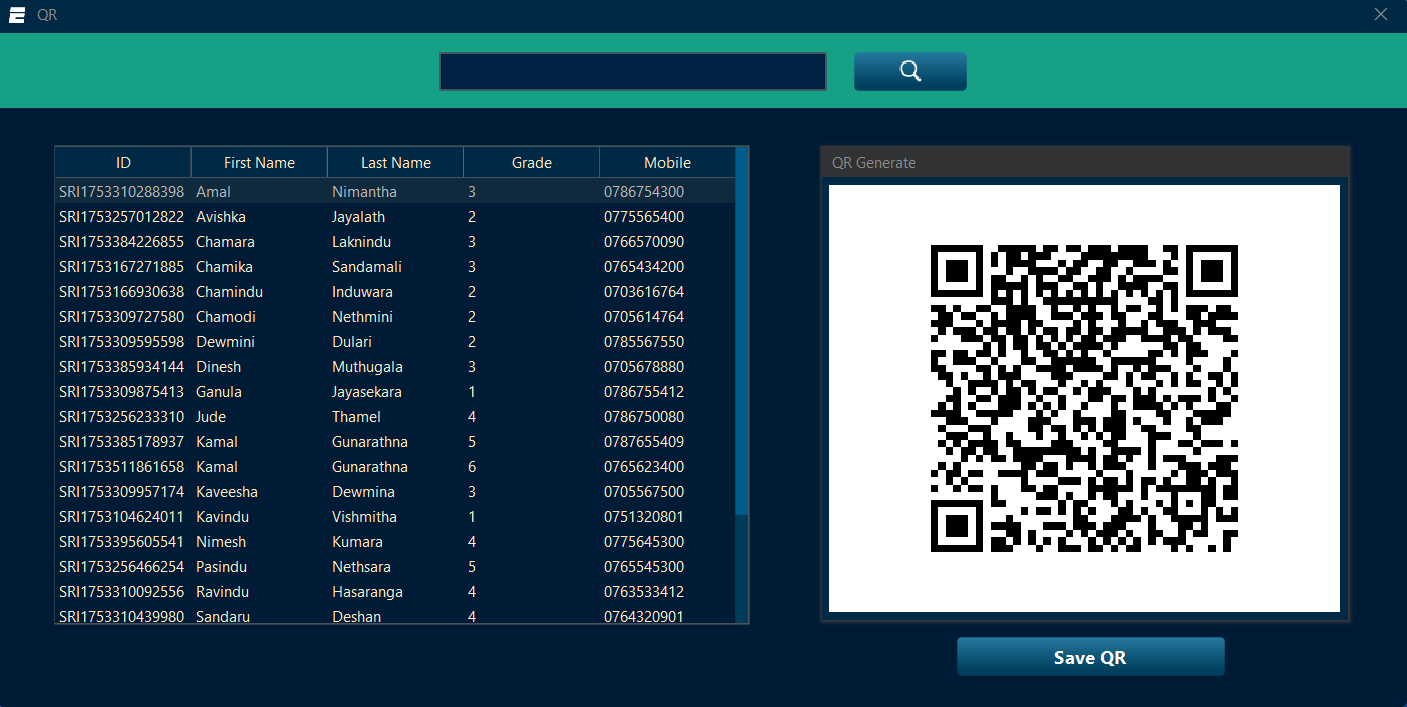 QR
ID First Name Last Name Grade Mobile
SRI1753310288398 Amal Nimantha 3 0786754300
SRI1753257012822 Avishka Jayalath 2 0775565400
SRI1753384226855 Chamara Laknindu 3 0766570090
SRI1753167271885 Chamika Sandamali 3 0765434200
SRI1753166930638 Chamindu Induwara 2 0703616764
SRI1753309727580 Chamodi Nethmini 2 0705614764
SRI1753309595598 Dewmini Dulari 2 0785567550
SRI1753385934144 Dinesh Muthugala 3 0705678880
SRI1753309875413 Ganula Jayasekara 1 0786755412
SRI1753256233310 Jude Thamel 4 0786750080
SRI1753385178937 Kamal Gunarathna 5 0787655409
SRI1753511861658 Kamal Gunarathna 6 0765623400
SRI1753309957174 Kaveesha Dewmina 3 0705567500
SRI1753104624011 Kavindu Vishmitha 1 0751320801
SRI1753395605541 Nimesh Kumara 4 0775645300
SRI1753256466254 Pasindu Nethsara 5 0765545300
SRI1753310092556 Ravindu Hasaranga 4 0763533412
SRI1753310439980 Sandaru Deshan 4 0764320901
QR Generate
Save QR